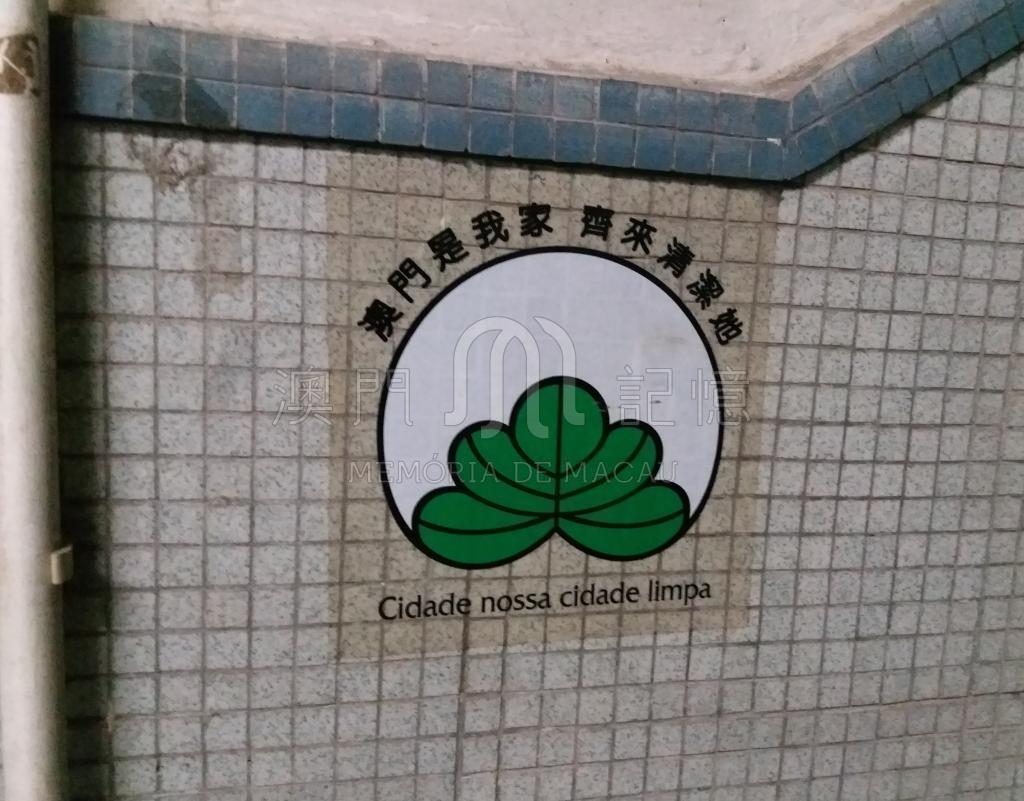 澳門是我家 齊來清潔她
澳門 記憶
MEMÓRIA DE MACAU
Cidade nossa cidade limpa